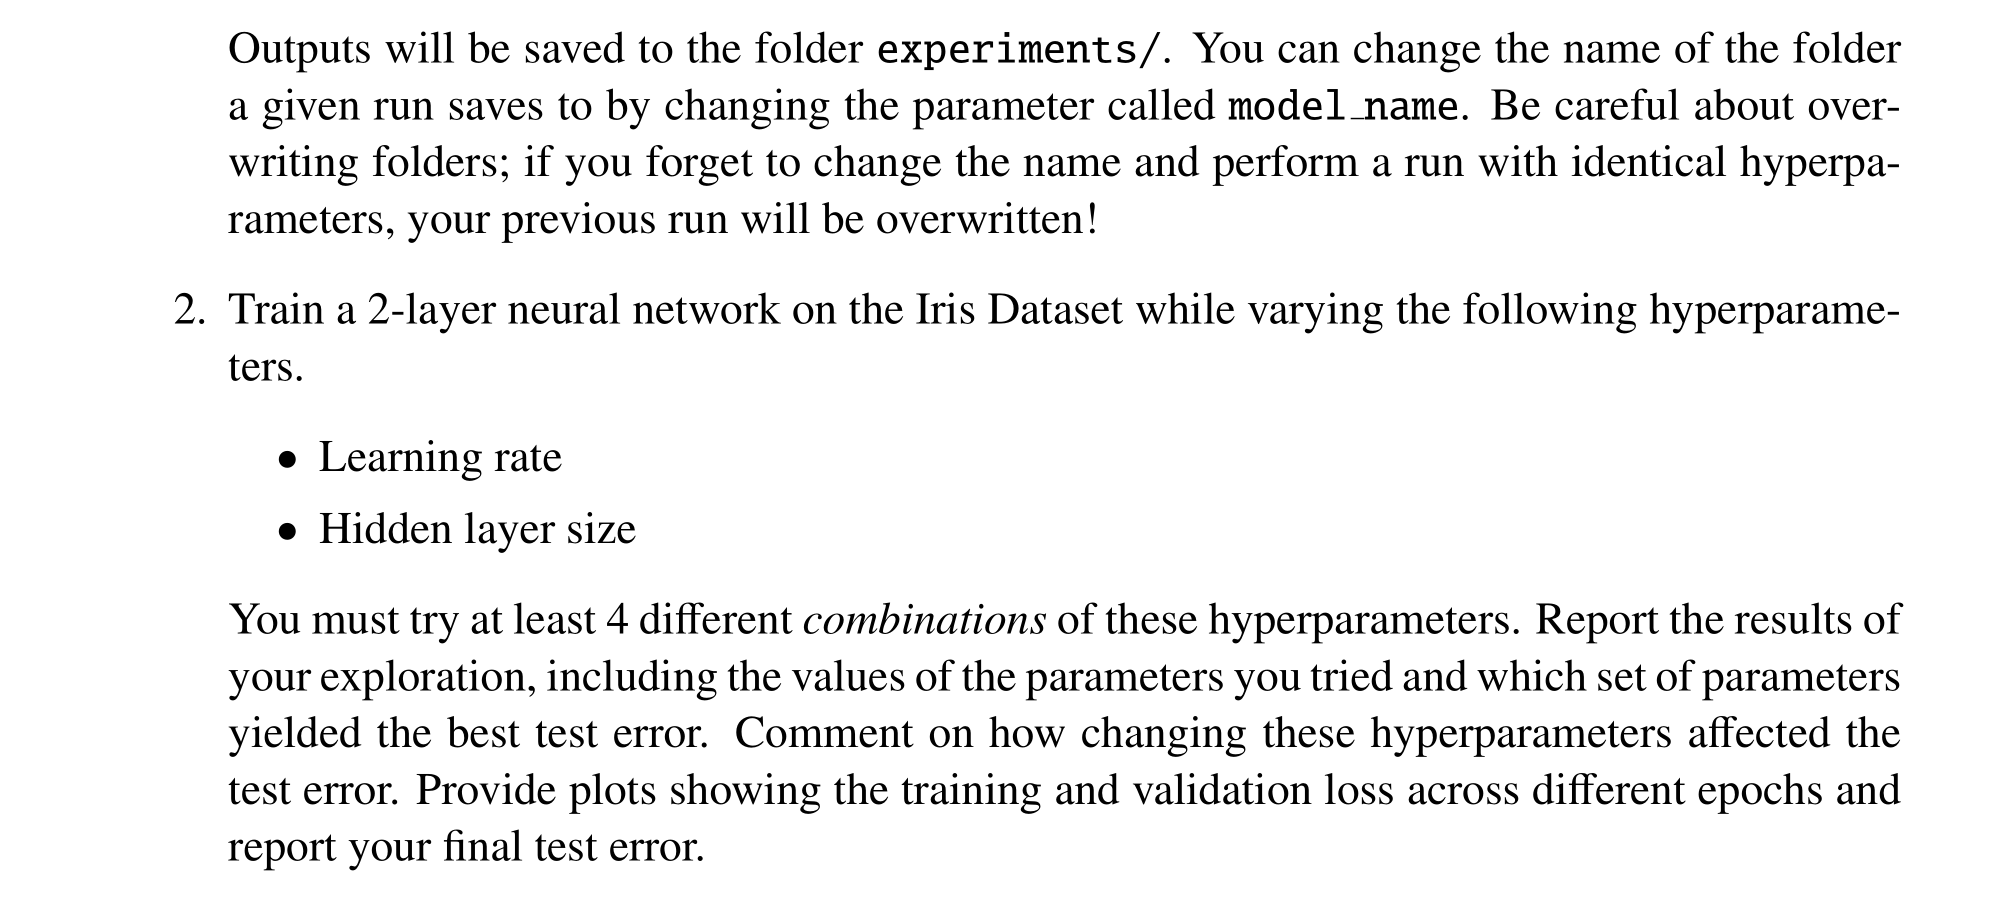 Outputs will be saved to the folder experiments/. You can change the name of the folder
a given run saves to by changing the parameter called model_name. Be careful about over-
writing folders; if you forget to change the name and perform a run with identical hyperpa-
rameters, your previous run will be overwritten!
2. Train a 2-layer neural network on the Iris Dataset while varying the following hyperparame-
ters.
• Learning rate
• Hidden layer size
You must try at least 4 different combinations of these hyperparameters. Report the results of
your exploration, including the values of the parameters you tried and which set of parameters
yielded the best test error. Comment on how changing these hyperparameters affected the
test error. Provide plots showing the training and validation loss across different epochs and
report your final test error.